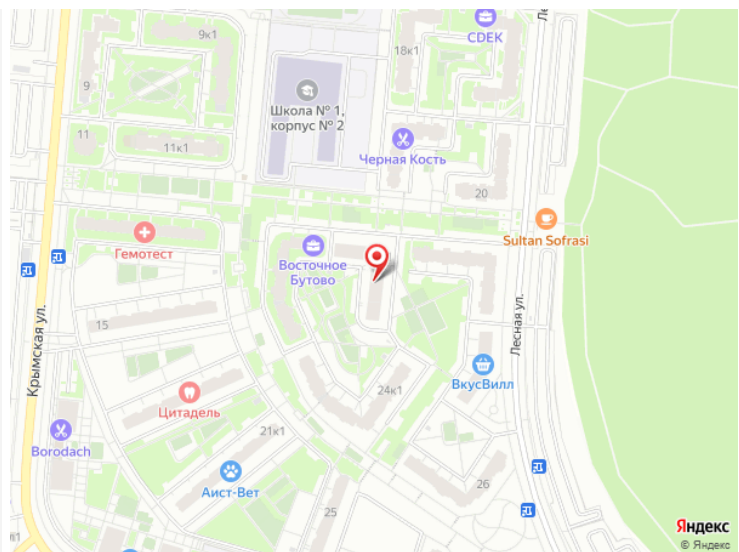 9к1
9
11
11к1
Школа № 1,
корпус № 2
18к1
CDEK
Черная Кость
20
Sultan Sofrasi
Гемотест
Восточное
Бутово
15
Крымская ул.
Лесная ул.
ВкусВилл
24к1
Цитадель
21к1
Borodach
Аист-Вет
25
26
Яндекс
© Яндекс